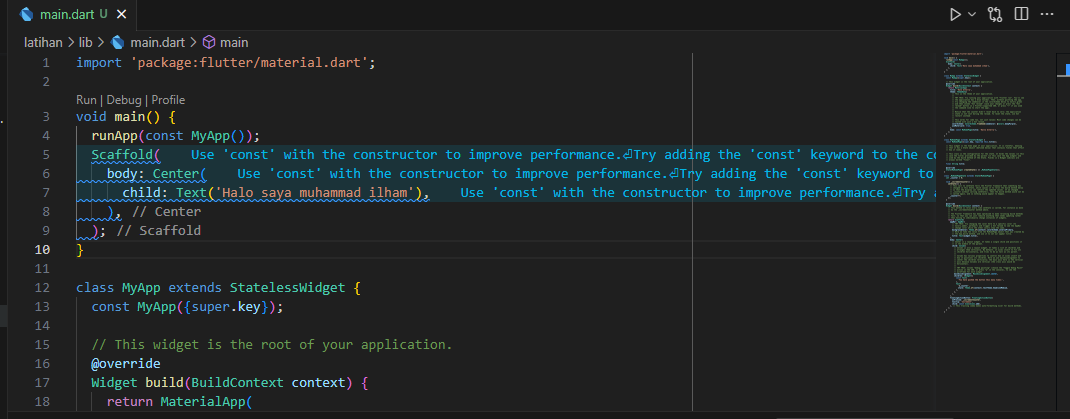 main.dart U
latihan > lib > main.dart > main
1 import 'package:flutter/material.dart';
2
Run | Debug | Profile
3 void main() {
4 runApp(const MyApp());
5 Scaffold( Use 'const' with the constructor to improve performance.⏎Try adding the 'const' keyword to the co
6 body: Center( Use 'const' with the constructor to improve performance.⏎Try adding the 'const' keyword to
7 child: Text('Halo saya muhammad ilham'), Use 'const' with the constructor to improve performance.⏎Try a
8 ), // Center
9 ); // Scaffold
10 }
11
12 class MyApp extends StatelessWidget {
13 const MyApp({super.key});
14
15 // This widget is the root of your application.
16 @override
17 Widget build(BuildContext context) {
18 return MaterialApp(